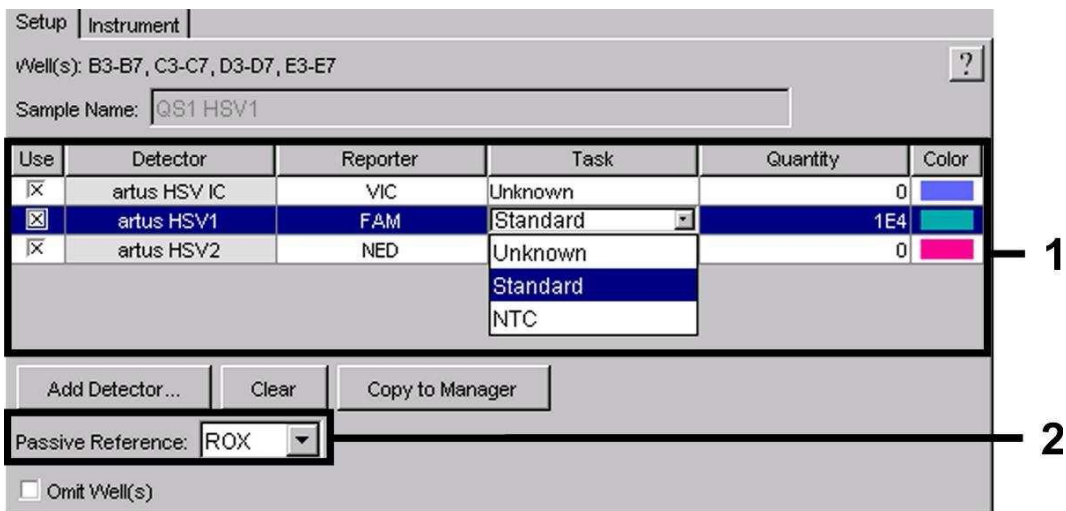 Setup Instrument
Well(s): B3-B7, C3-C7, D3-D7, E3-E7 ?
Sample Name: QS1 HSV1
Use Detector Reporter Task Quantity Color
artus HSV IC VIC Unknown 0
artus HSV1 FAM Standard 1E4
artus HSV2 NED Unknown 0
Standard
NTC
1
Add Detector... Clear Copy to Manager
Passive Reference: ROX 2
Omit Well(s)